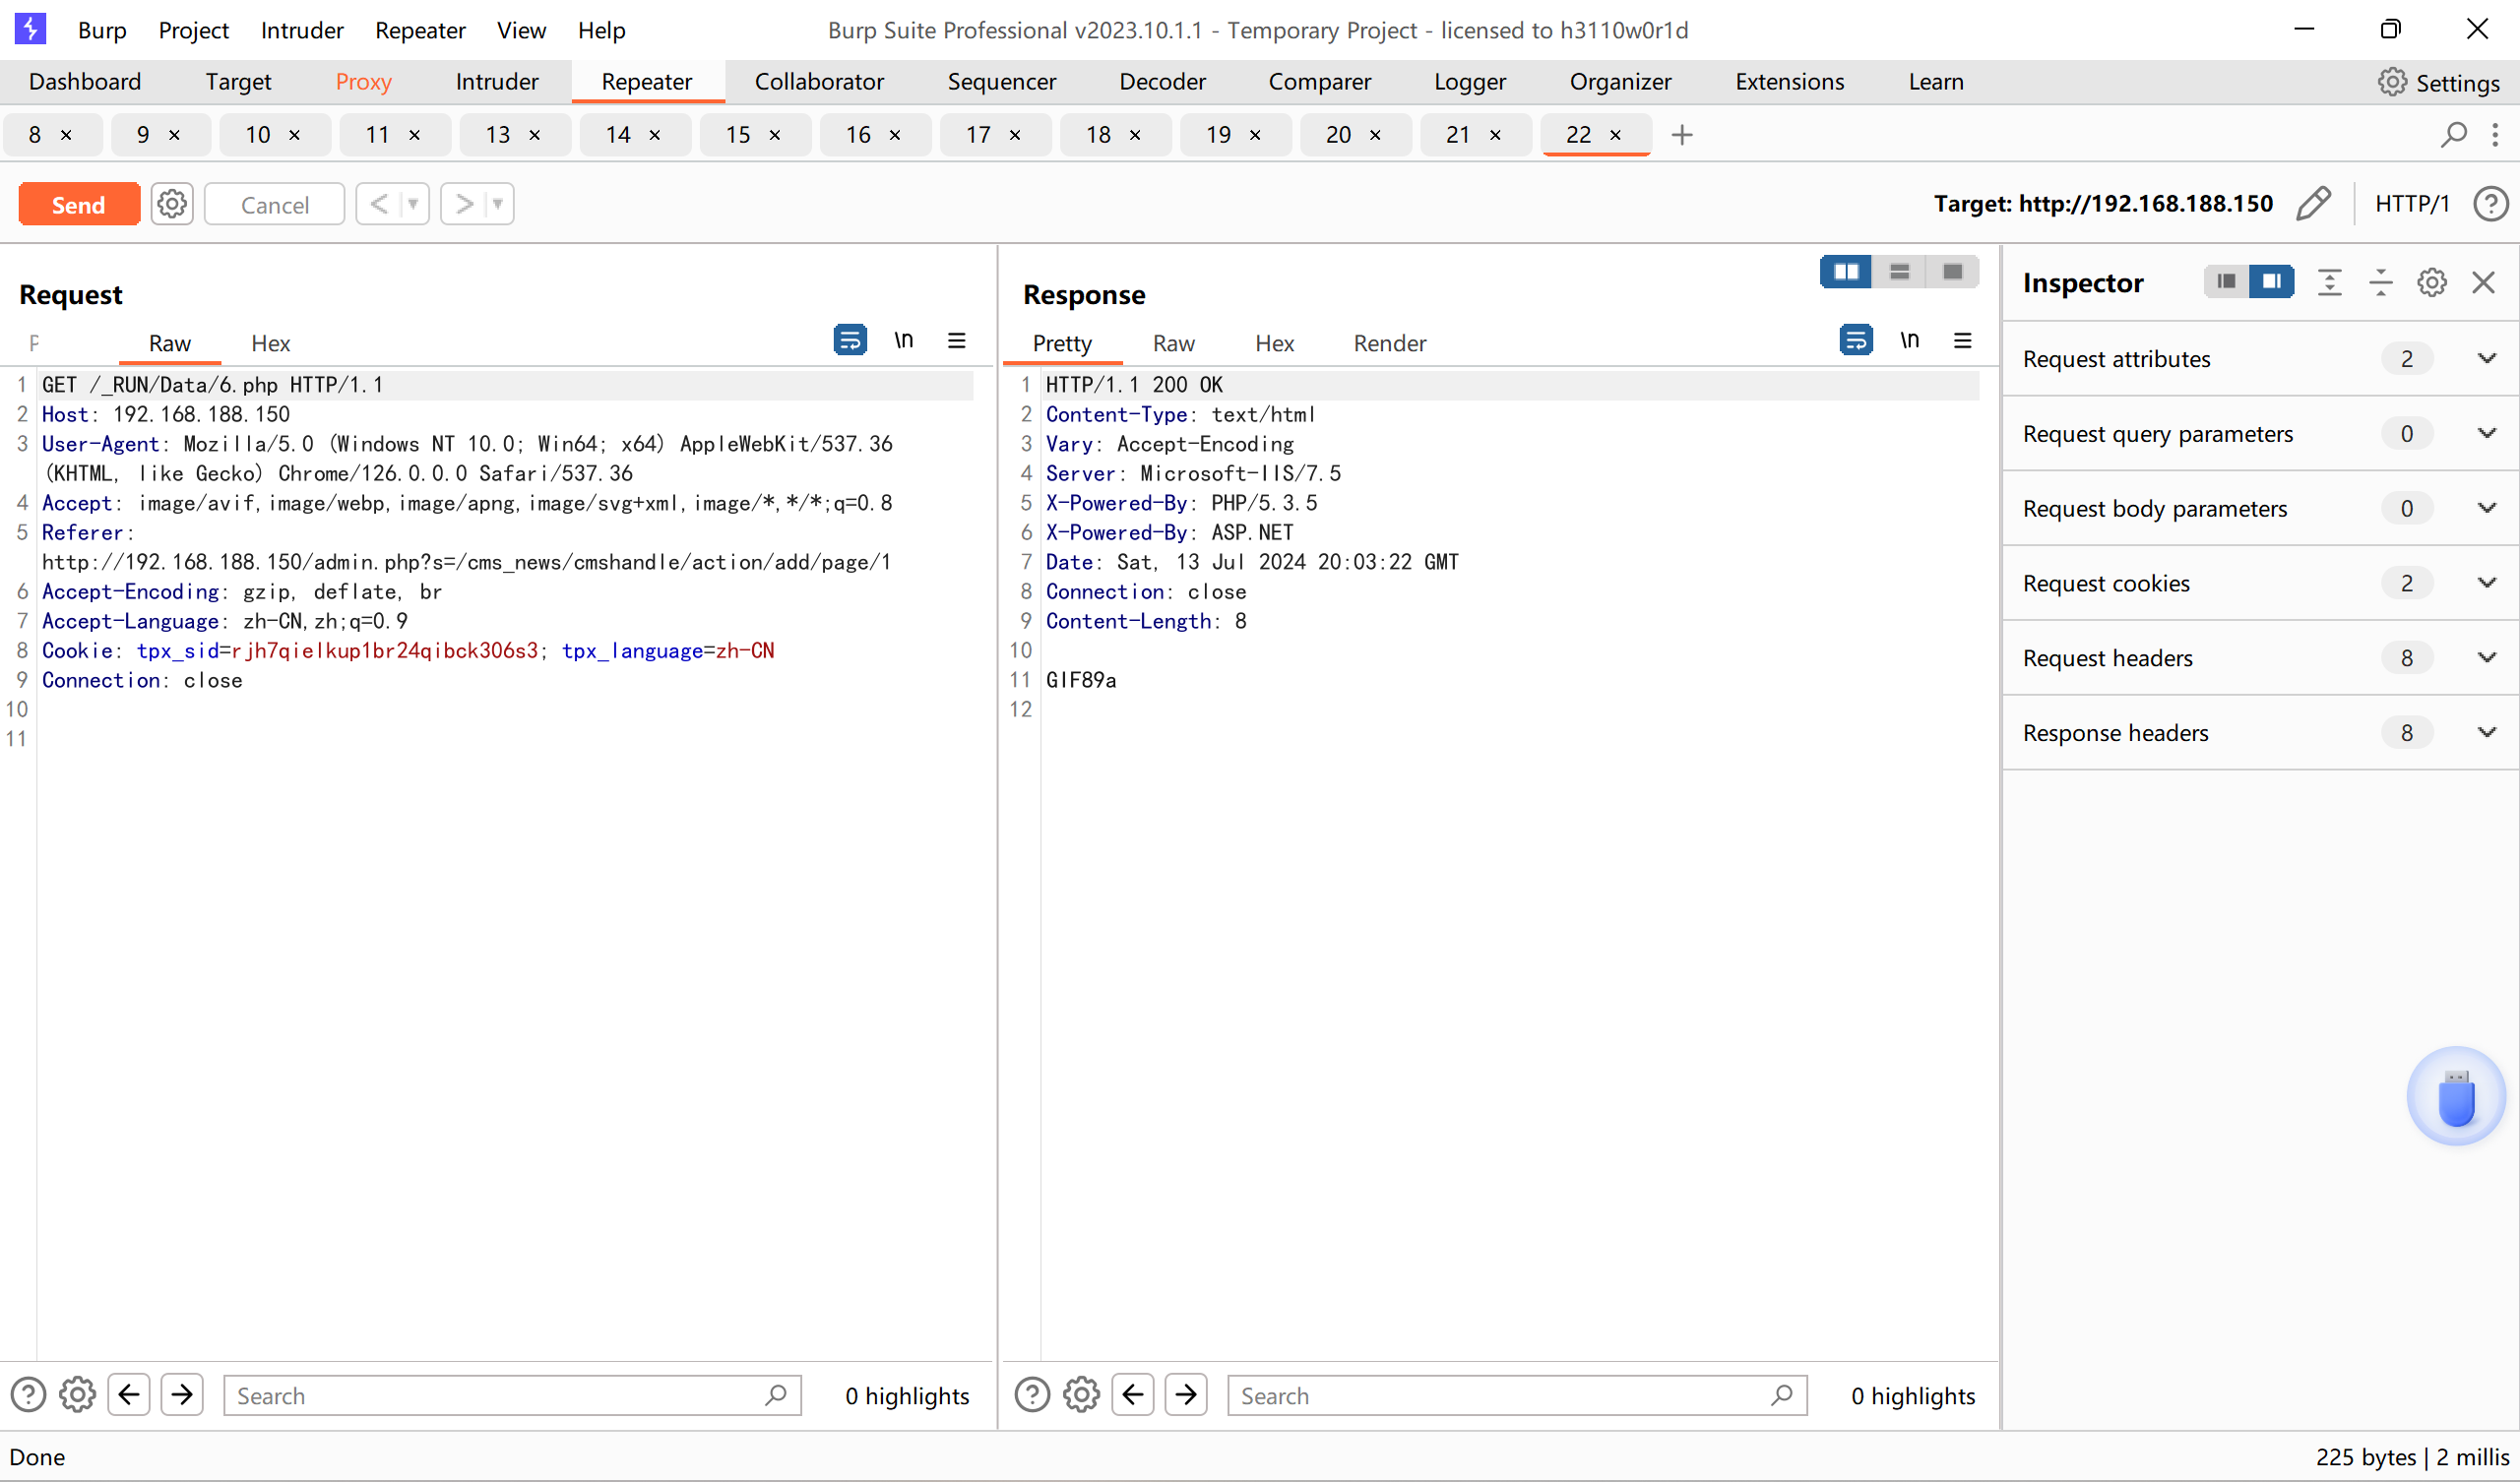 Burp Project Intruder Repeater View Help Burp Suite Professional v2023.10.1.1 - Temporary Project - licensed to h3110w0r1d
Dashboard Target Proxy Intruder Repeater Collaborator Sequencer Decoder Comparer Logger Organizer Extensions Learn Settings
8 × 9 × 10 × 11 × 13 × 14 × 15 × 16 × 17 × 18 × 19 × 20 × 21 × 22 × +
Send Cancel < > Target: http://192.168.188.150 HTTP/1
Request
Raw Hex \n
1 GET /_RUN/Data/6.php HTTP/1.1
2 Host: 192.168.188.150
3 User-Agent: Mozilla/5.0 (Windows NT 10.0; Win64; x64) AppleWebKit/537.36
(KHTML, like Gecko) Chrome/126.0.0.0 Safari/537.36
4 Accept: image/avif,image/webp,image/apng,image/svg+xml,image/*,*/*;q=0.8
5 Referer:
http://192.168.188.150/admin.php?s=/cms_news/cmshandle/action/add/page/1
6 Accept-Encoding: gzip, deflate, br
7 Accept-Language: zh-CN,zh;q=0.9
8 Cookie: tpx_sid=rjh7qielkup1br24qibck306s3; tpx_language=zh-CN
9 Connection: close
10
11
Search 0 highlights
Response
Pretty Raw Hex Render \n
1 HTTP/1.1 200 OK
2 Content-Type: text/html
3 Vary: Accept-Encoding
4 Server: Microsoft-IIS/7.5
5 X-Powered-By: PHP/5.3.5
6 X-Powered-By: ASP.NET
7 Date: Sat, 13 Jul 2024 20:03:22 GMT
8 Connection: close
9 Content-Length: 8
10
11 GIF89a
12
Search 0 highlights
Inspector
Request attributes 2
Request query parameters 0
Request body parameters 0
Request cookies 2
Request headers 8
Response headers 8
Done 225 bytes | 2 millis